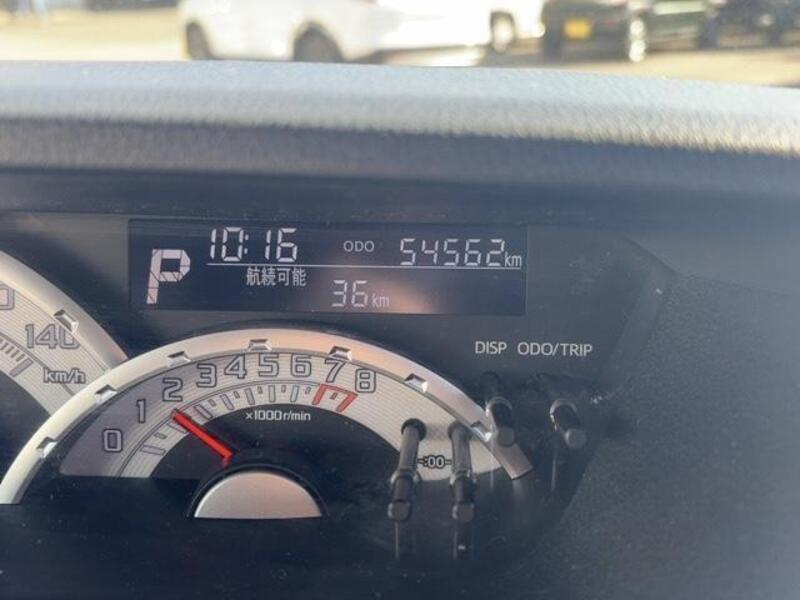 10:16 ODO 54562km
P
航続可能
36km
DISP ODO/TRIP
140
km/h
0 1 2 3 4 5 6 7 8
×1000r/min
-:00-